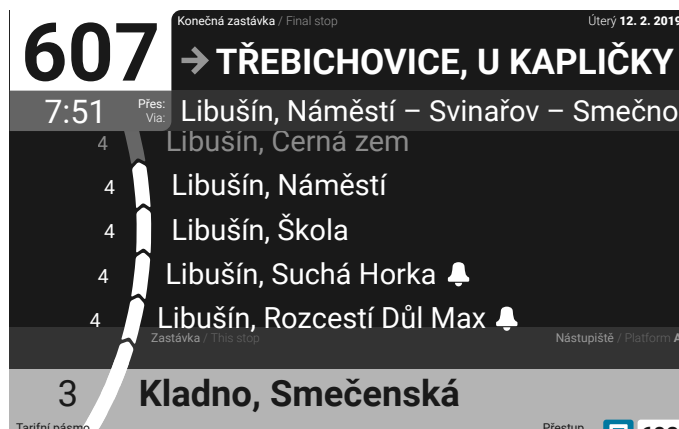 607
Konečná zastávka / Final stop
Úterý 12. 2. 2019
→ TŘEBICHOVICE, U KAPLIČKY
7:51
Přes:
Via:
Libušín, Náměstí – Svinařov – Smečno
4 Libušín, Černá zem
4 Libušín, Náměstí
4 Libušín, Škola
4 Libušín, Suchá Horka
4 Libušín, Rozcestí Důl Max
Zastávka / This stop
Nástupiště / Platform A
3 Kladno, Smečenská
Tarifní pásmo
Přestup